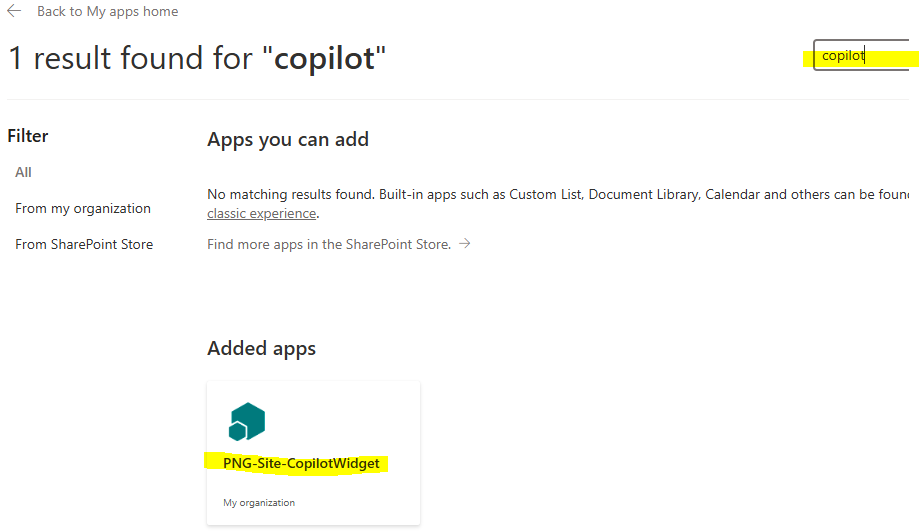 Back to My apps home
1 result found for "copilot"
copilot
Filter
All
From my organization
From SharePoint Store
Apps you can add
No matching results found. Built-in apps such as Custom List, Document Library, Calendar and others can be foun
classic experience.
Find more apps in the SharePoint Store.
Added apps
PNG-Site-CopilotWidget
My organization